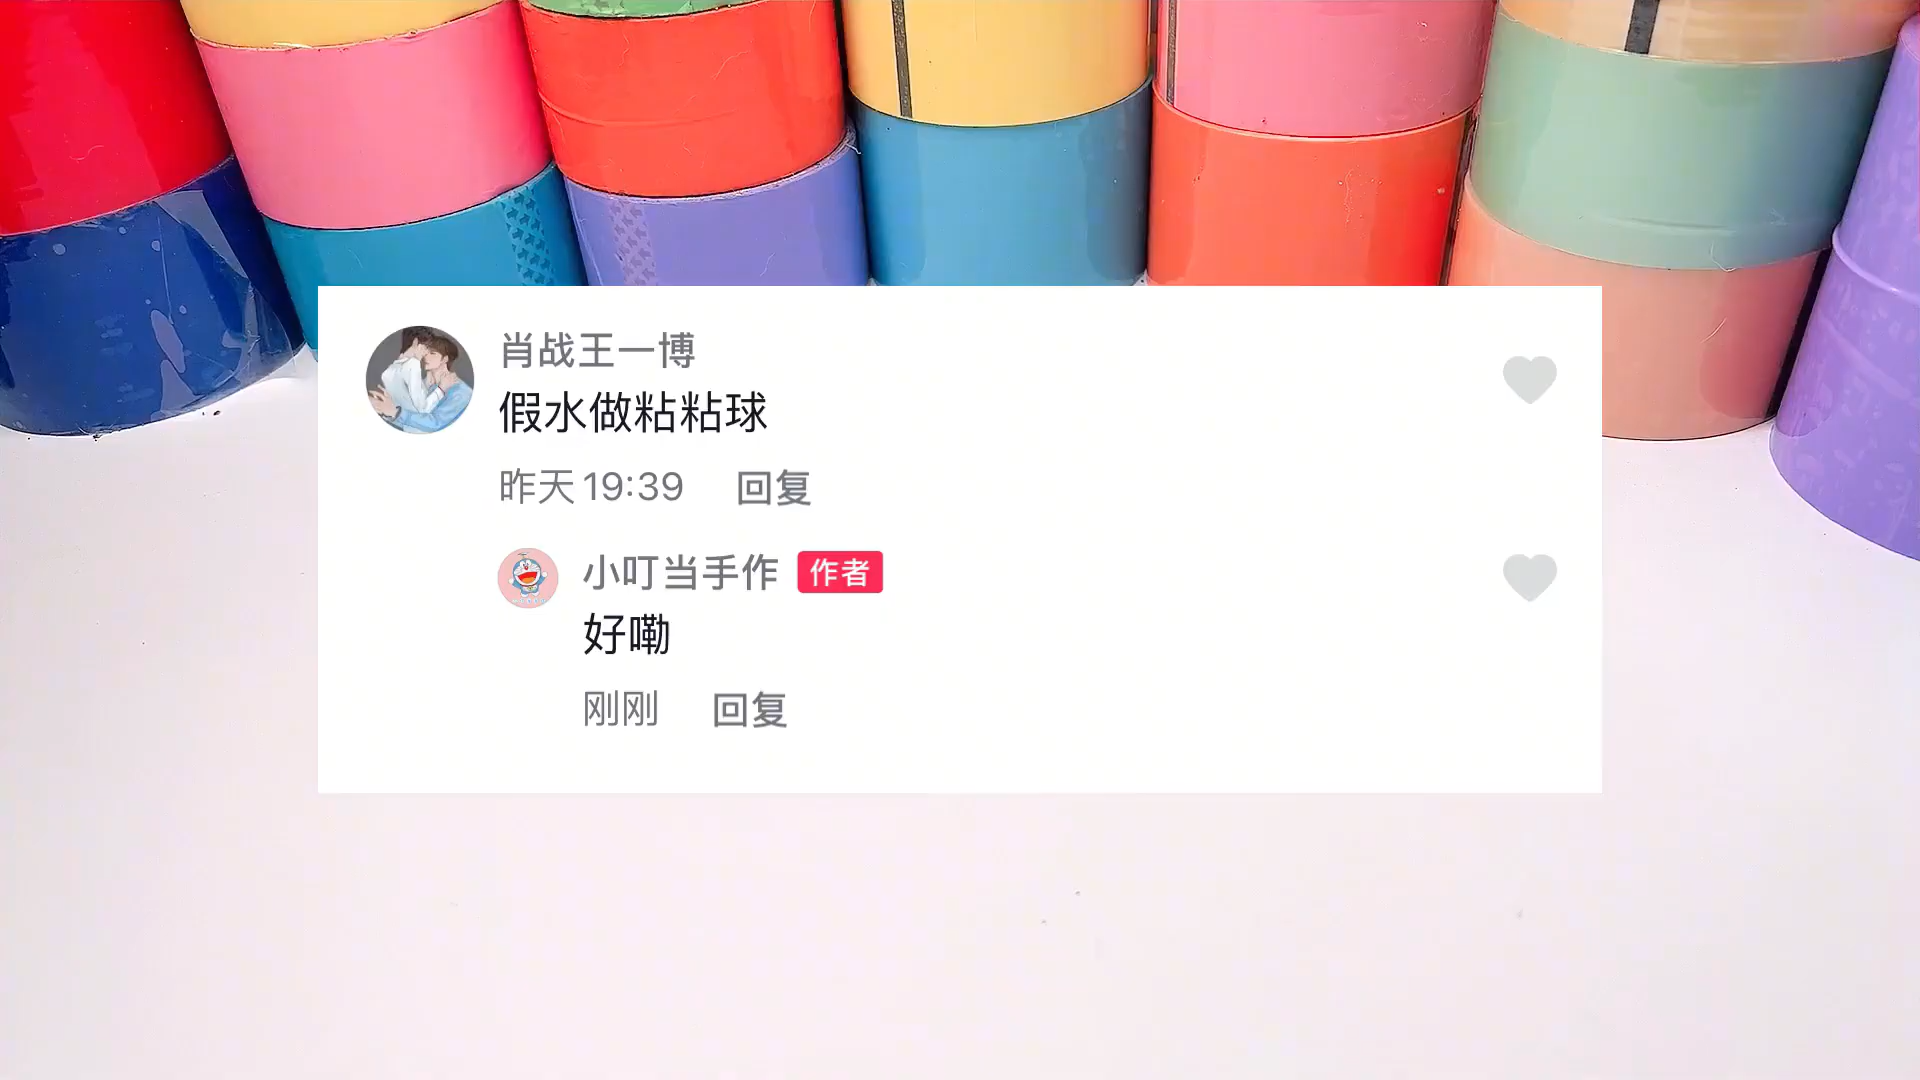 肖战王一博
假水做粘粘球
昨天 19:39 回复
小叮当手作 作者
好嘞
刚刚 回复